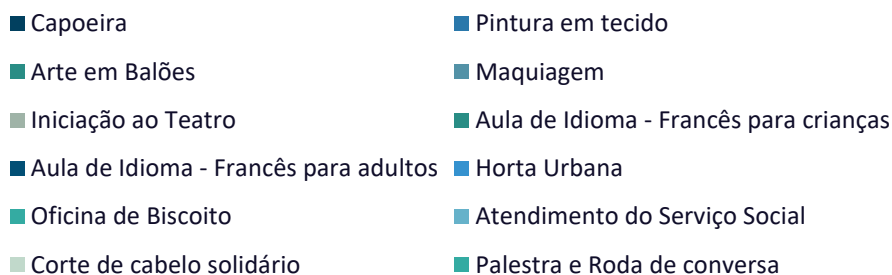 Capoeira
Pintura em tecido
Arte em Balões
Maquiagem
Iniciação ao Teatro
Aula de Idioma - Francês para crianças
Aula de Idioma - Francês para adultos
Horta Urbana
Oficina de Biscoito
Atendimento do Serviço Social
Corte de cabelo solidário
Palestra e Roda de conversa